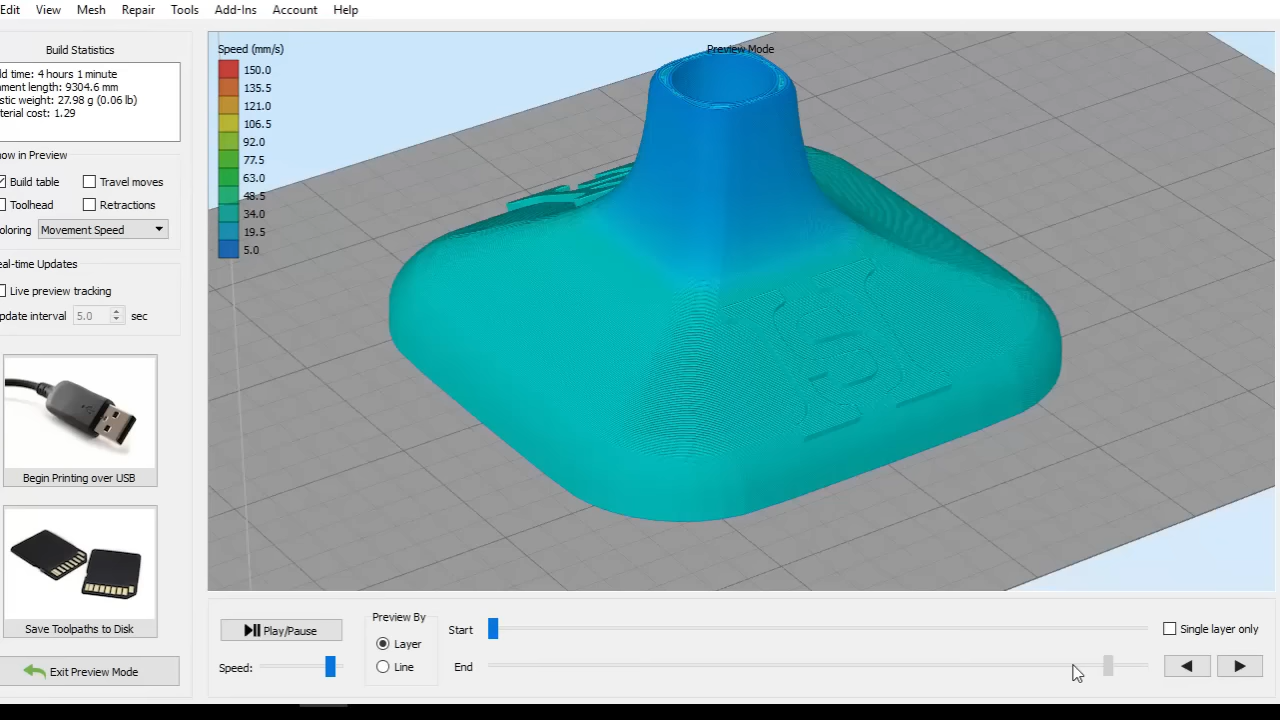 Edit View Mesh Repair Tools Add-Ins Account Help
Build Statistics
ld time: 4 hours 1 minute
ment length: 9304.6 mm
stic weight: 27.98 g (0.06 lb)
terial cost: 1.29
how in Preview
Build table
Travel moves
Toolhead
Retractions
oloring
Movement Speed
eal-time Updates
Live preview tracking
pdate interval 5.0 sec
Begin Printing over USB
Save Toolpaths to Disk
Exit Preview Mode
Speed (mm/s)
150.0
135.5
121.0
106.5
92.0
77.5
63.0
48.5
34.0
19.5
5.0
Preview Mode
Play/Pause
Speed:
Preview By
Layer
Line
Start
End
Single layer only